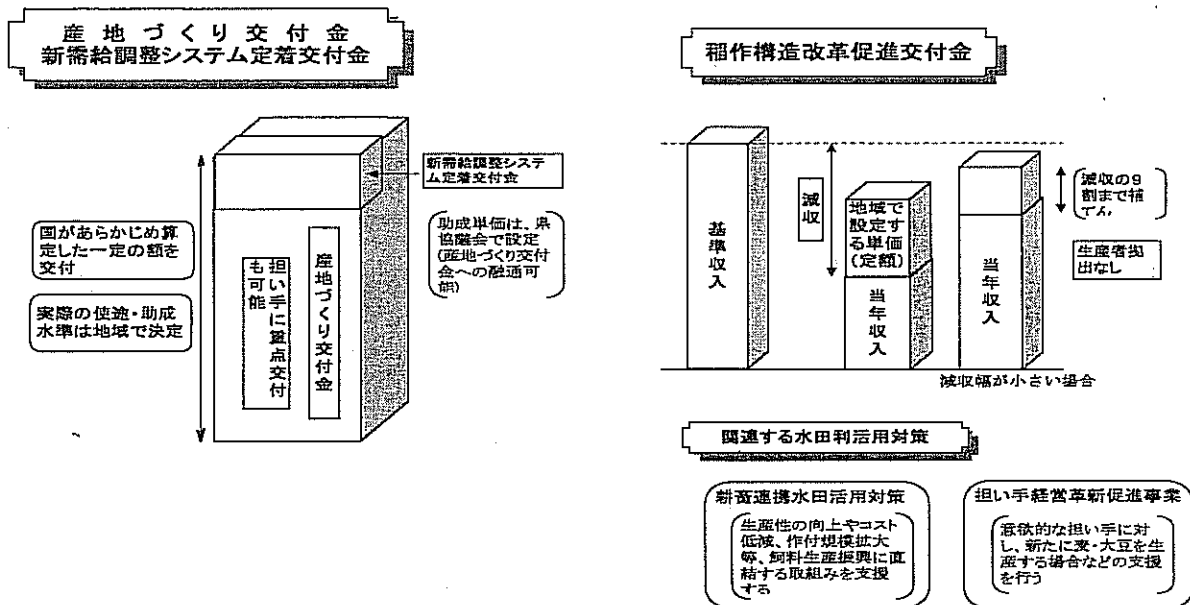 産地づくり交付金
新需給調整システム定着交付金
新需給調整システ
ム定着交付金
国があらかじめ算
定した一定の額を
交付
実際の使途・助成
水準は地域で決定
担い手に重点交付
も可能
産地づくり交付金
助成単価は、県
協議会で設定
(産地づくり交付
金への融通可
能)
稲作構造改革促進交付金
基準収入
減収
地域で
設定す
る単価
(定額)
当年収入
当年収入
減収の9
割まで補
てん
生産者拠
出なし
減収幅が小さい場合
関連する水田利活用対策
耕畜連携水田活用対策
生産性の向上やコスト
低減、作付規模拡大
等、飼料生産振興に直
結する取組みを支援
する
担い手経営革新促進事業
意欲的な担い手に対
し、新たに麦・大豆を生
産する場合などの支援
を行う